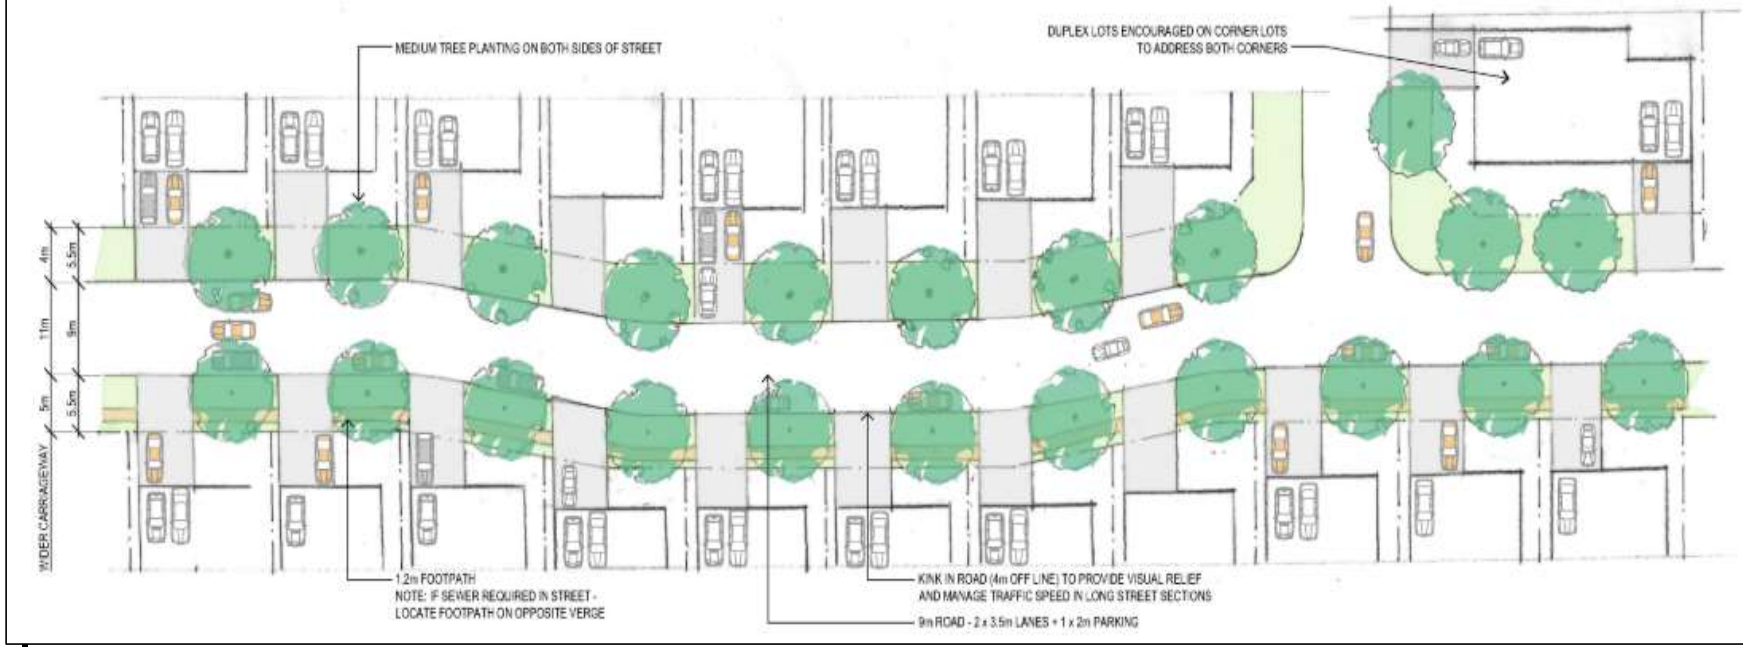 MEDIUM TREE PLANTING ON BOTH SIDES OF STREET
DUPLEX LOTS ENCOURAGED ON CORNER LOTS
TO ADDRESS BOTH CORNERS
4m
5.5m
11m
9m
5m
5.5m
WIDER CARRIAGEWAY
1.2m FOOTPATH
NOTE: IF SEWER REQUIRED IN STREET -
LOCATE FOOTPATH ON OPPOSITE VERGE
KINK IN ROAD (4m OFF LINE) TO PROVIDE VISUAL RELIEF
AND MANAGE TRAFFIC SPEED IN LONG STREET SECTIONS
9m ROAD - 2 x 3.5m LANES + 1 x 2m PARKING